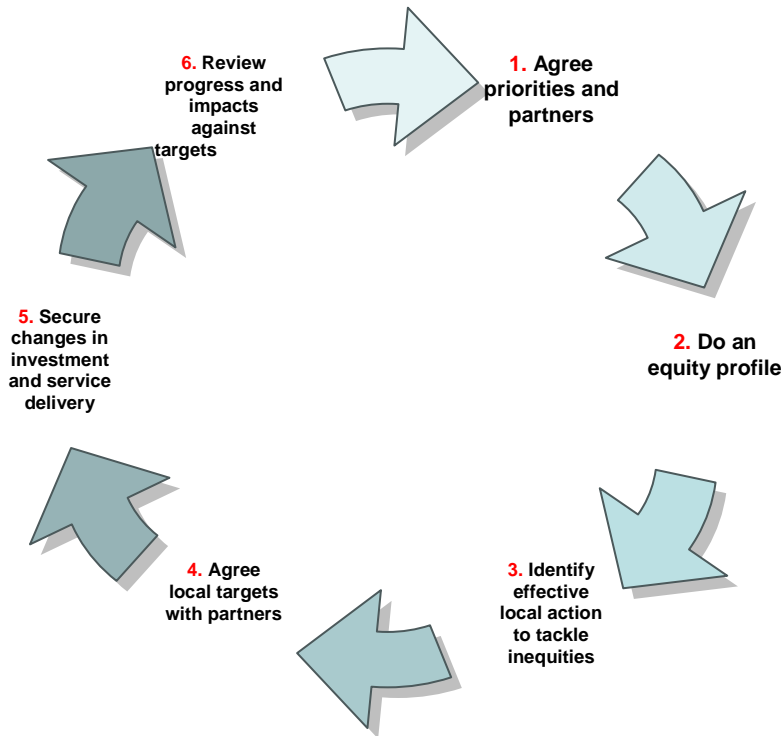 1. Agree
priorities and
partners
2. Do an
equity profile
3. Identify
effective
local action
to tackle
inequities
4. Agree
local targets
with partners
5. Secure
changes in
investment
and service
delivery
6. Review
progress and
impacts
against
targets